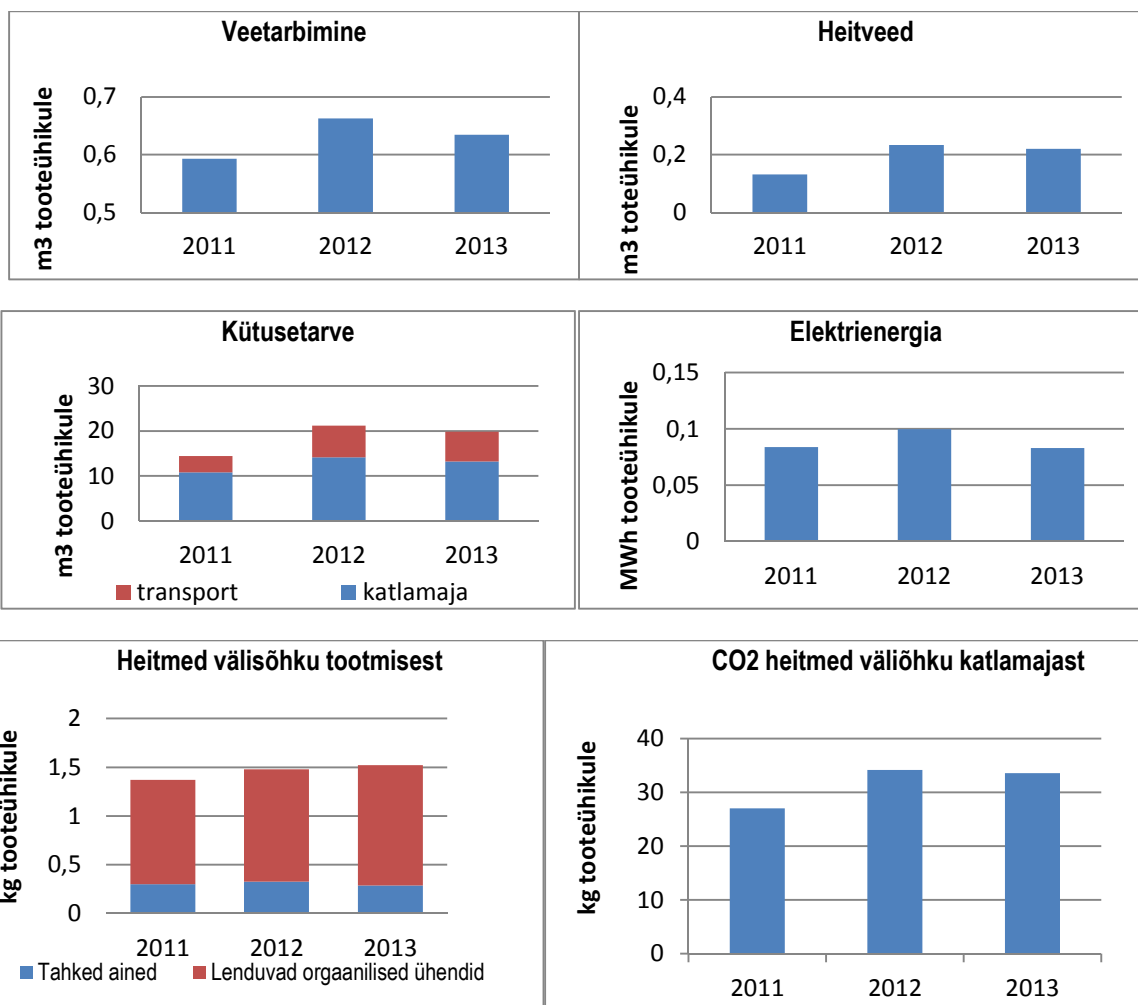 Veetarbimine
m3 tooteühikule
0,7
0,6
0,5
2011 2012 2013
Heitveed
m3 toteühikule
0,4
0,2
0
2011 2012 2013
Kütusetarve
m3 tooteühikule
30
20
10
0
2011 2012 2013
transport katlamaja
Elektrienergia
MWh tooteühikule
0,15
0,1
0,05
0
2011 2012 2013
Heitmed välisõhku tootmisest
kg tooteühikule
2
1,5
1
0,5
0
2011 2012 2013
Tahked ained Lenduvad orgaanilised ühendid
CO2 heitmed väliõhku katlamajast
kg tooteühikule
40
30
20
10
0
2011 2012 2013